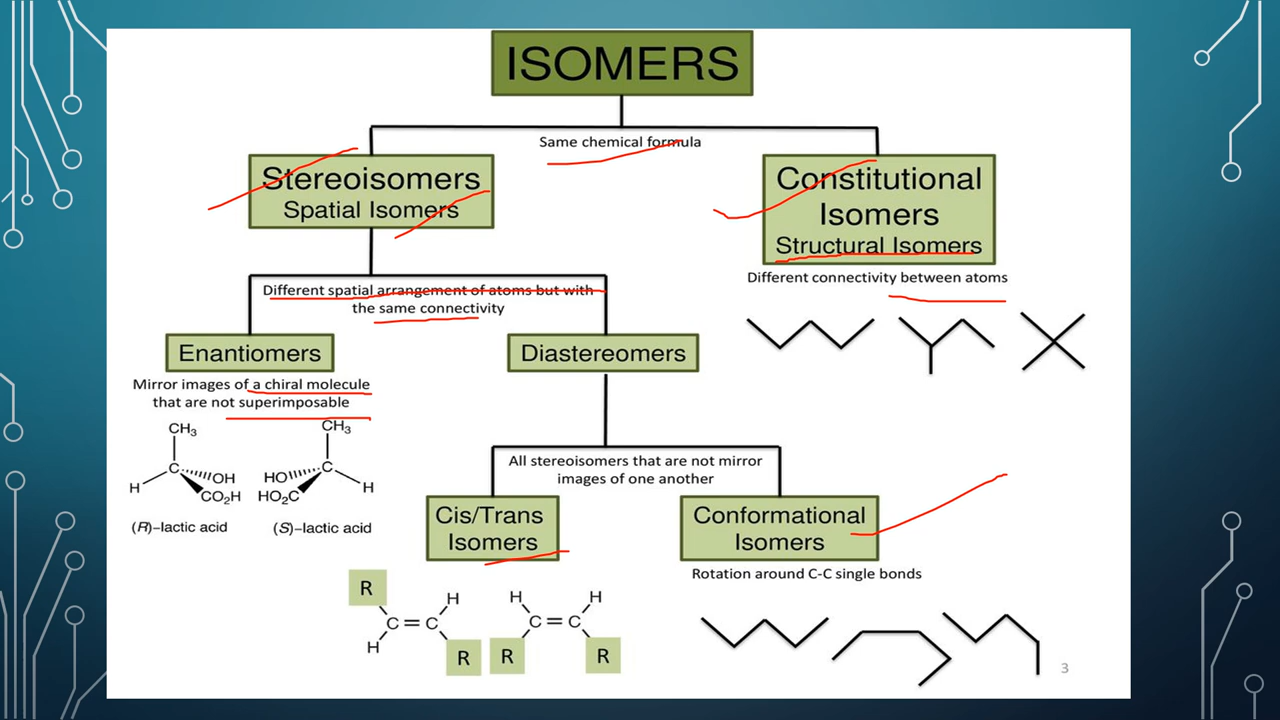 ISOMERS
Same chemical formula
Stereoisomers
Spatial Isomers
Constitutional
Isomers
Structural Isomers
Different connectivity between atoms
Different spatial arrangement of atoms but with
the same connectivity
Enantiomers
Diastereomers
Mirror images of a chiral molecule
that are not superimposable
CH₃
C
OH
H
CO₂H
(R)-lactic acid
CH₃
HO
C
HO₂C
H
(S)-lactic acid
All stereoisomers that are not mirror
images of one another
Cis/Trans
Isomers
Conformational
Isomers
Rotation around C-C single bonds
R
H
C=C
H
R
H
H
C=C
R
R
3